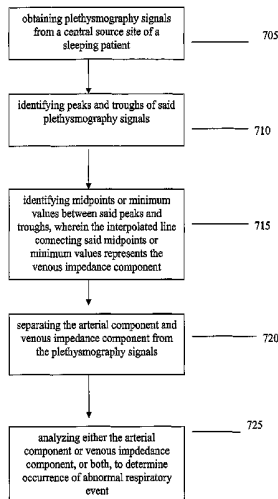 obtaining plethysmography signals
from a central source site of a
sleeping patient
705
identifying peaks and troughs of said
plethysmography signals
710
identifying midpoints or minimum
values between said peaks and
troughs, wherein the interpolated line
connecting said midpoints or
minimum values represents the
venous impedance component
715
separating the arterial component and
venous impedance component from
the plethysmography signals
720
725
analyzing either the arterial
component or venous impdedance
component, or both, to determine
occurrence of abnormal respiratory
event